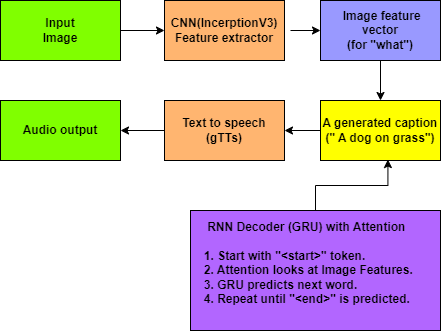 Input
Image
CNN(IncerptionV3)
Feature extractor
Image feature
vector
(for "what")
Audio output
Text to speech
(gTTs)
A generated caption
(" A dog on grass")
RNN Decoder (GRU) with Attention
1. Start with "<start>" token.
2. Attention looks at Image Features.
3. GRU predicts next word.
4. Repeat until "<end>" is predicted.